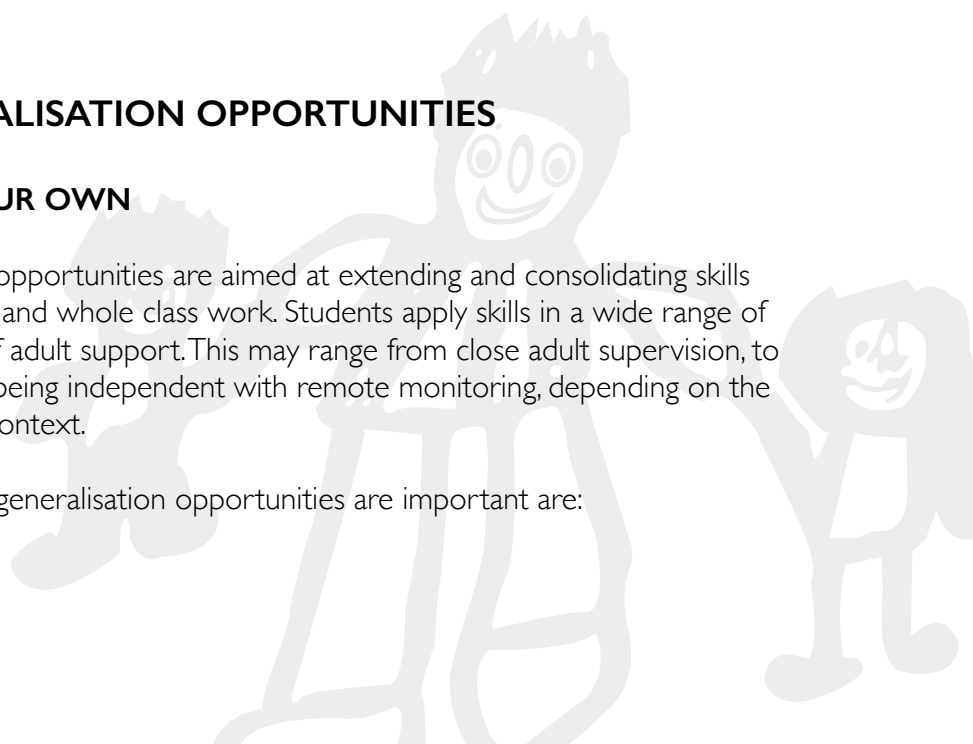 ALISATION OPPORTUNITIES
UR OWN
opportunities are aimed at extending and consolidating skills
and whole class work. Students apply skills in a wide range of
f adult support. This may range from close adult supervision, to
being independent with remote monitoring, depending on the
ontext.
generalisation opportunities are important are: